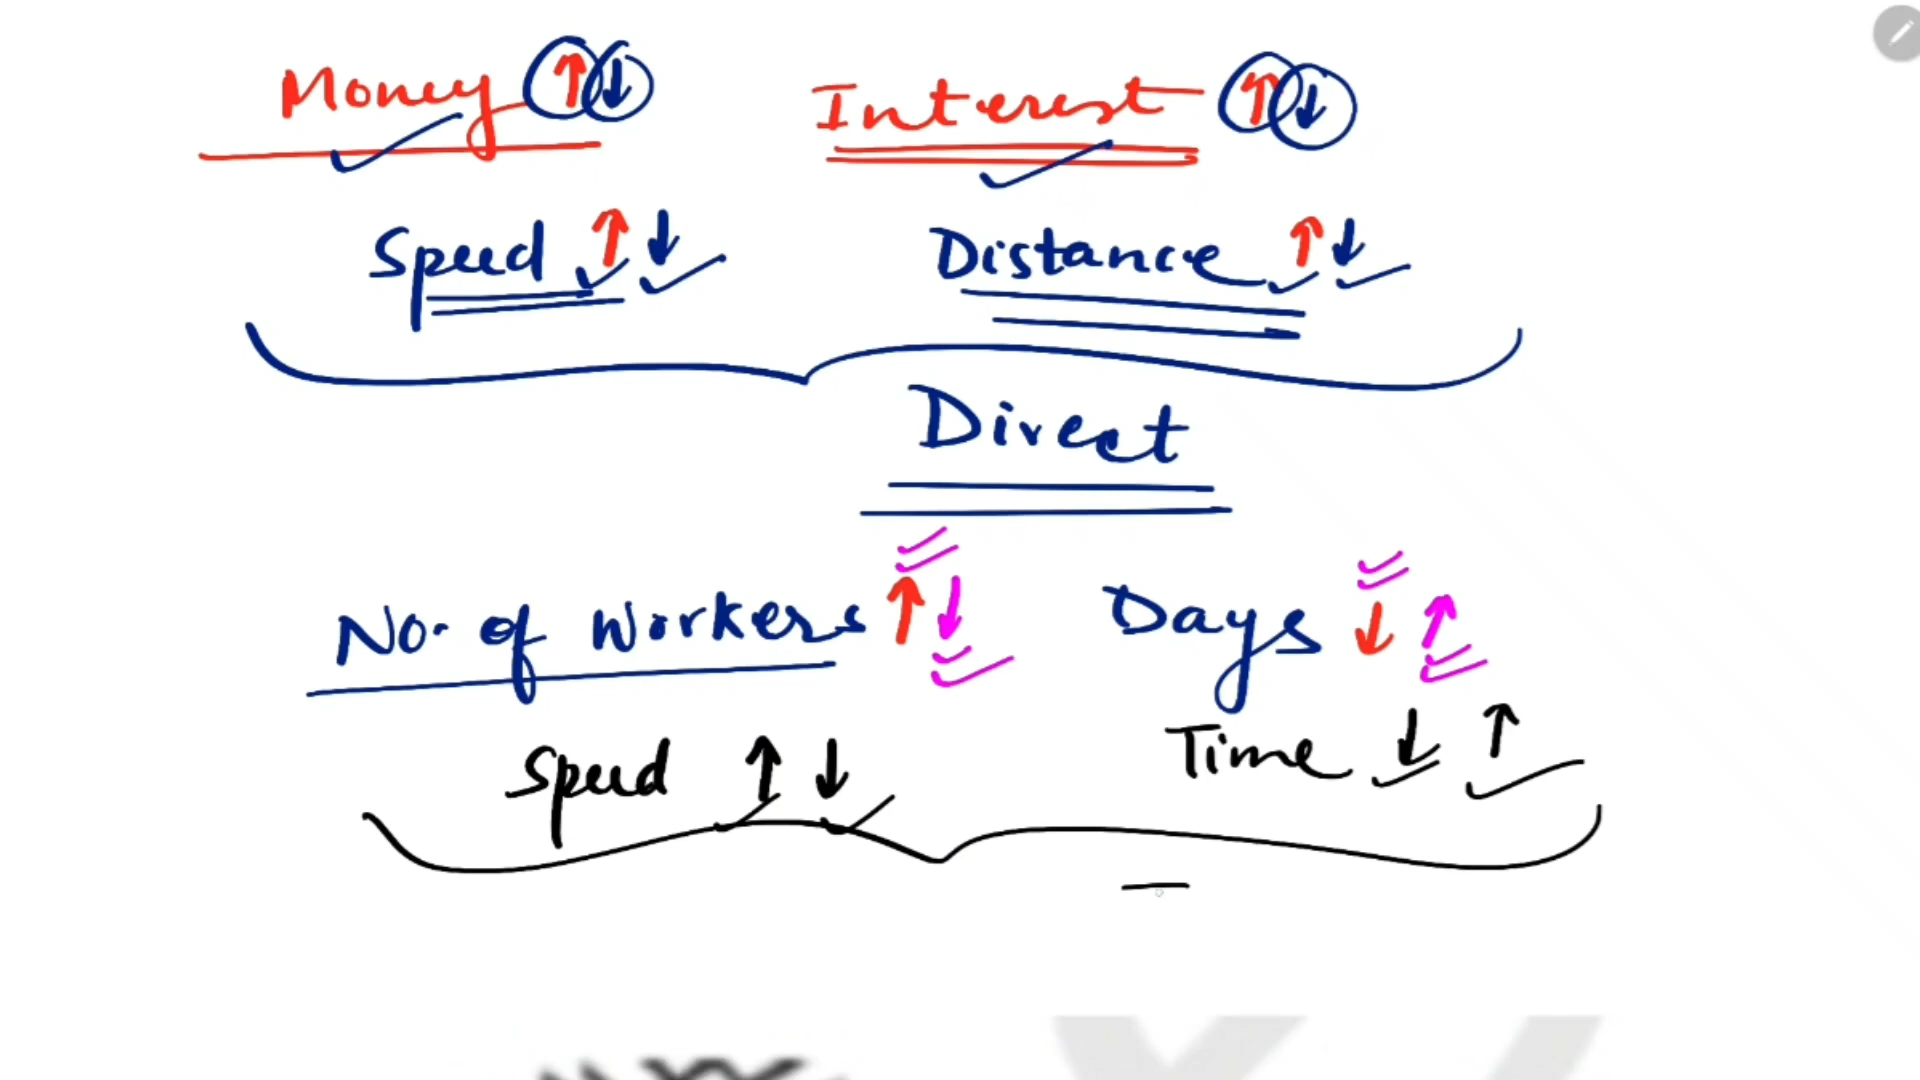 Money ↑↓ Interest ↑↓
Speed ↑↓ Distance ↑↓
Direct
No. of Workers ↑↓ Days ↓↑
Speed ↑↓ Time ↓↑